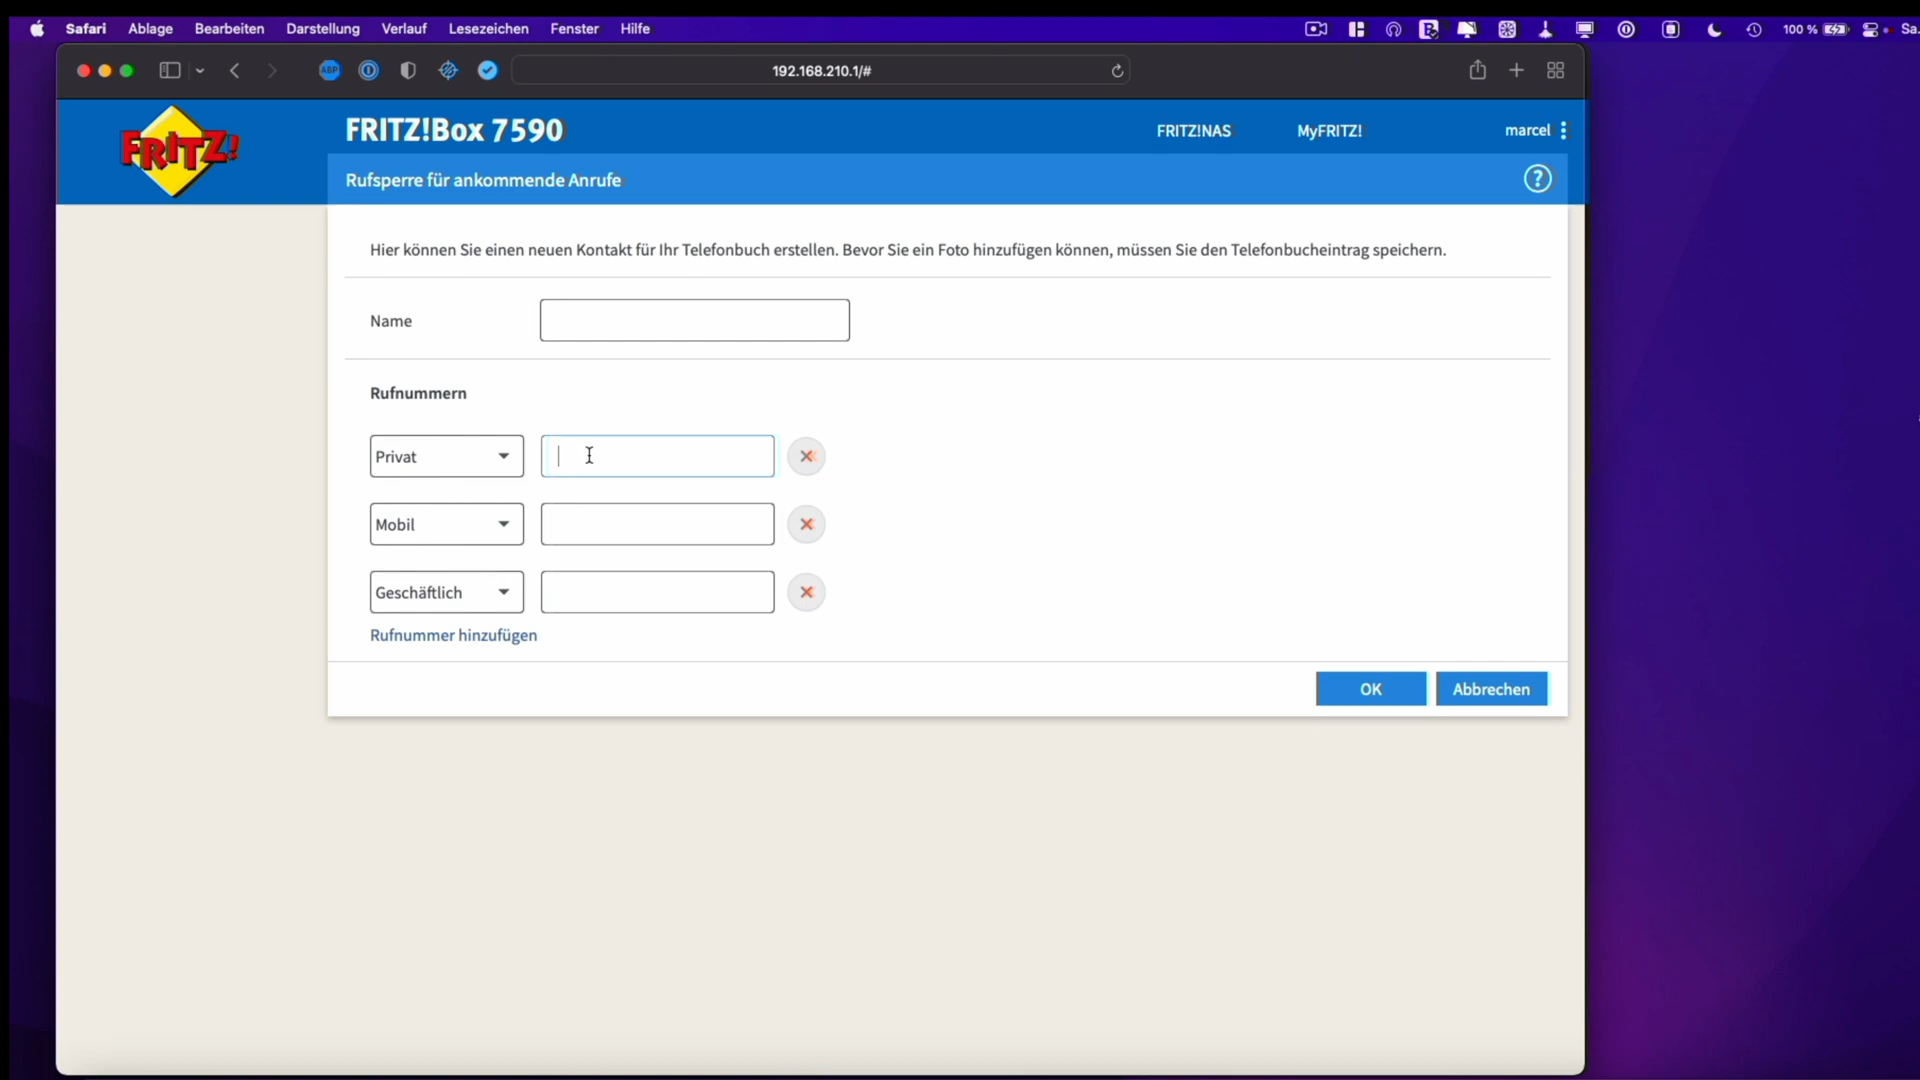 Safari Ablage Bearbeiten Darstellung Verlauf Lesezeichen Fenster Hilfe 100 % Sa.
ABP 192.168.210.1/#
FRITZ!
FRITZ!Box 7590 FRITZ!NAS MyFRITZ! marcel
Rufsperre für ankommende Anrufe ?
Hier können Sie einen neuen Kontakt für Ihr Telefonbuch erstellen. Bevor Sie ein Foto hinzufügen können, müssen Sie den Telefonbucheintrag speichern.
Name
Rufnummern
Privat
Mobil
Geschäftlich
Rufnummer hinzufügen
OK Abbrechen